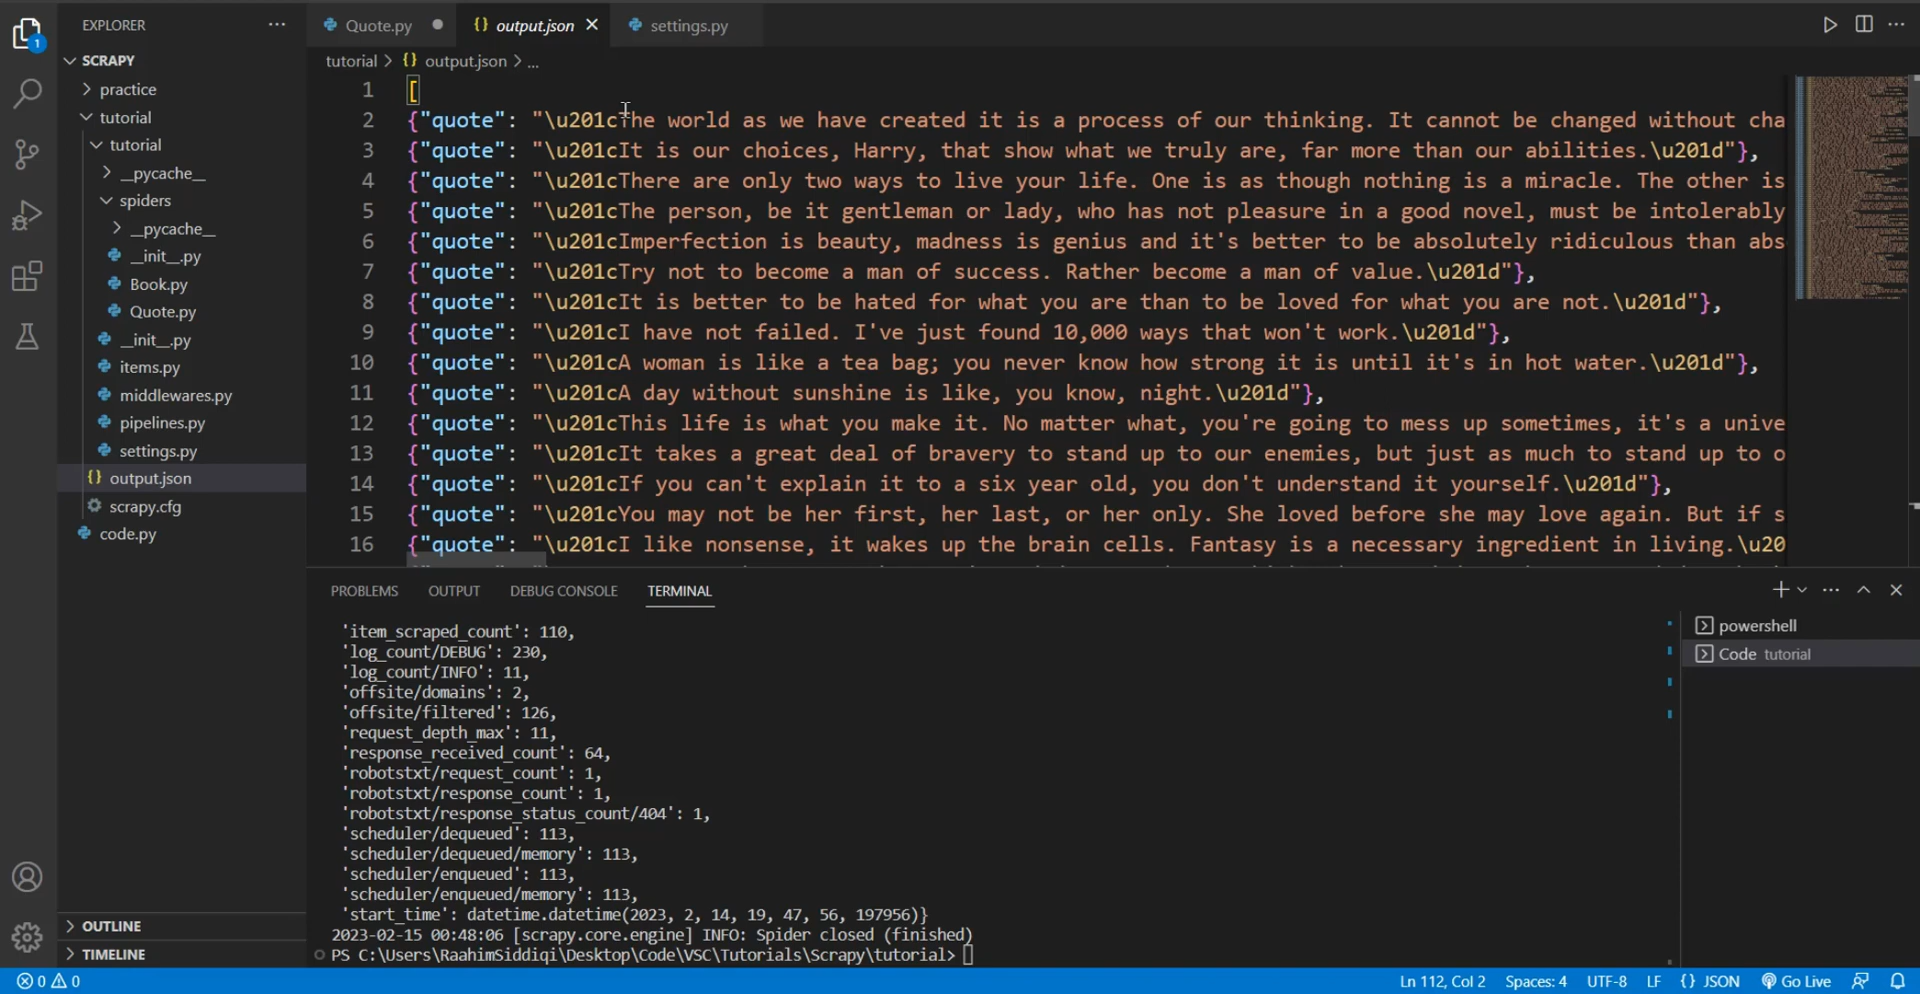 EXPLORER
SCRAPY
practice
tutorial
tutorial
__pycache__
spiders
__pycache__
__init__.py
Book.py
Quote.py
__init__.py
items.py
middlewares.py
pipelines.py
settings.py
output.json
scrapy.cfg
code.py
OUTLINE
TIMELINE
1
Quote.py
{} output.json
settings.py
tutorial > {} output.json > ...
1 [
2 {"quote": "\u201cThe world as we have created it is a process of our thinking. It cannot be changed without cha
3 {"quote": "\u201cIt is our choices, Harry, that show what we truly are, far more than our abilities.\u201d"},
4 {"quote": "\u201cThere are only two ways to live your life. One is as though nothing is a miracle. The other is
5 {"quote": "\u201cThe person, be it gentleman or lady, who has not pleasure in a good novel, must be intolerably
6 {"quote": "\u201cImperfection is beauty, madness is genius and it's better to be absolutely ridiculous than abs
7 {"quote": "\u201cTry not to become a man of success. Rather become a man of value.\u201d"},
8 {"quote": "\u201cIt is better to be hated for what you are than to be loved for what you are not.\u201d"},
9 {"quote": "\u201cI have not failed. I've just found 10,000 ways that won't work.\u201d"},
10 {"quote": "\u201cA woman is like a tea bag; you never know how strong it is until it's in hot water.\u201d"},
11 {"quote": "\u201cA day without sunshine is like, you know, night.\u201d"},
12 {"quote": "\u201cThis life is what you make it. No matter what, you're going to mess up sometimes, it's a unive
13 {"quote": "\u201cIt takes a great deal of bravery to stand up to our enemies, but just as much to stand up to o
14 {"quote": "\u201cIf you can't explain it to a six year old, you don't understand it yourself.\u201d"},
15 {"quote": "\u201cYou may not be her first, her last, or her only. She loved before she may love again. But if s
16 {"quote": "\u201cI like nonsense, it wakes up the brain cells. Fantasy is a necessary ingredient in living.\u20
PROBLEMS OUTPUT DEBUG CONSOLE TERMINAL
'item_scraped_count': 110,
'log_count/DEBUG': 230,
'log_count/INFO': 11,
'offsite/domains': 2,
'offsite/filtered': 126,
'request_depth_max': 11,
'response_received_count': 64,
'robotstxt/request_count': 1,
'robotstxt/response_count': 1,
'robotstxt/response_status_count/404': 1,
'scheduler/dequeued': 113,
'scheduler/dequeued/memory': 113,
'scheduler/enqueued': 113,
'scheduler/enqueued/memory': 113,
'start_time': datetime.datetime(2023, 2, 14, 19, 47, 56, 197956)}
2023-02-15 00:48:06 [scrapy.core.engine] INFO: Spider closed (finished)
PS C:\Users\RaahimSiddiqi\Desktop\Code\VSC\Tutorials\Scrapy\tutorial>
powershell
Code tutorial
0 0
Ln 112, Col 2 Spaces: 4 UTF-8 LF {} JSON Go Live